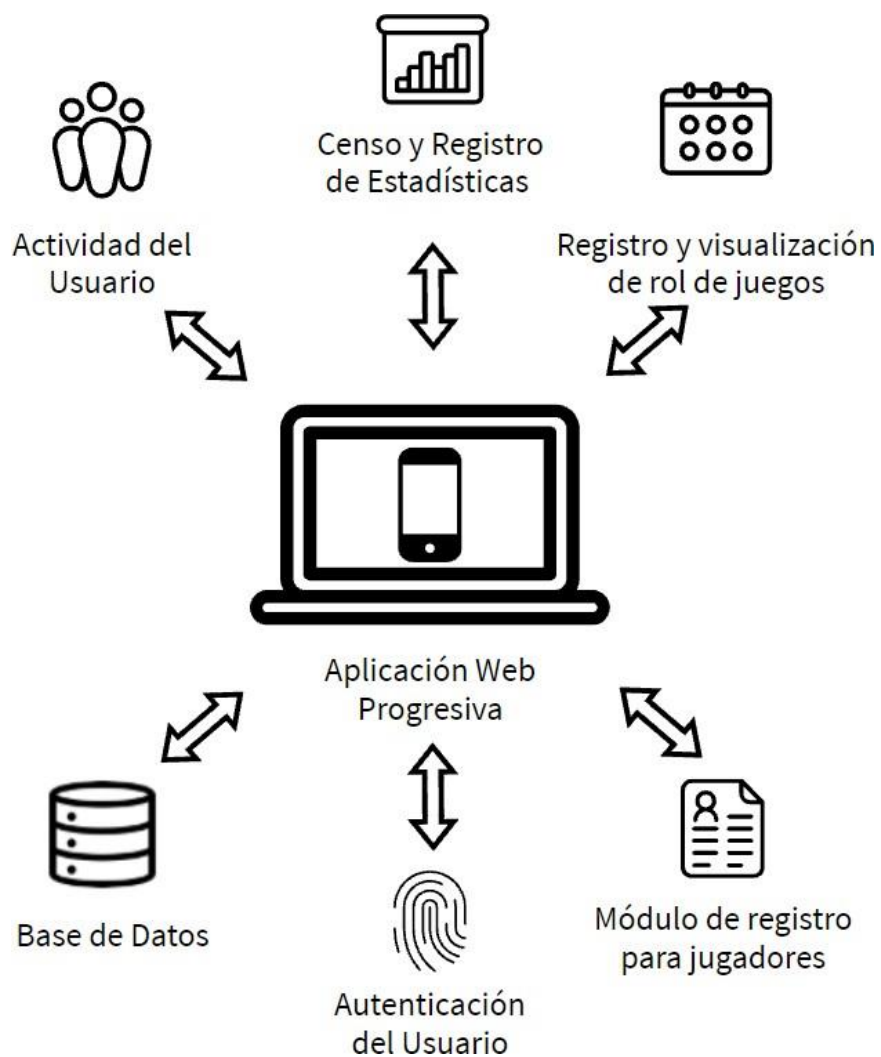 Censo y Registro
de Estadísticas
Actividad del
Usuario
Registro y visualización
de rol de juegos
Aplicación Web
Progresiva
Base de Datos
Autenticación
del Usuario
Módulo de registro
para jugadores